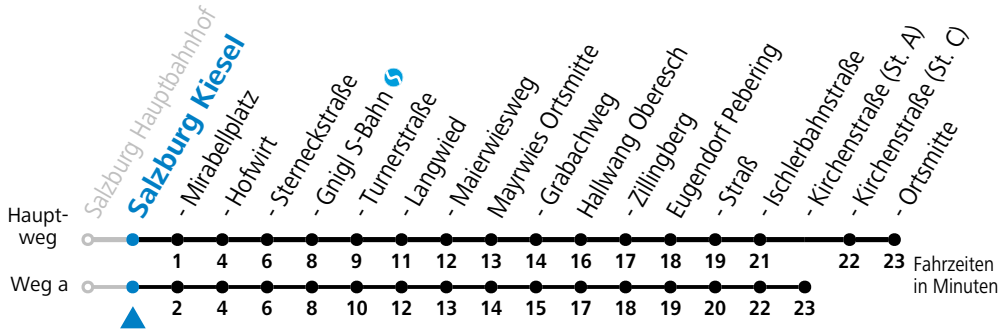 Salzburg Hauptbahnhof
Salzburg Kiesel
- Mirabellplatz
- Hofwirt
- Sterneckstraße
- Gnigl S-Bahn
- Turnerstraße
- Langwied
- Maierwiesweg
Mayrwies Ortsmitte
- Grabachweg
Hallwang Oberesch
- Zillingberg
Eugendorf Pebering
- Straß
- Ischlerbahnstraße
- Kirchenstraße (St. A)
- Kirchenstraße (St. C)
- Ortsmitte
Haupt-
weg
1 4 6 8 9 11 12 13 14 16 17 18 19 21 22 23
Weg a
2 4 6 8 10 12 13 14 15 17 18 19 20 22 23
Fahrzeiten
in Minuten